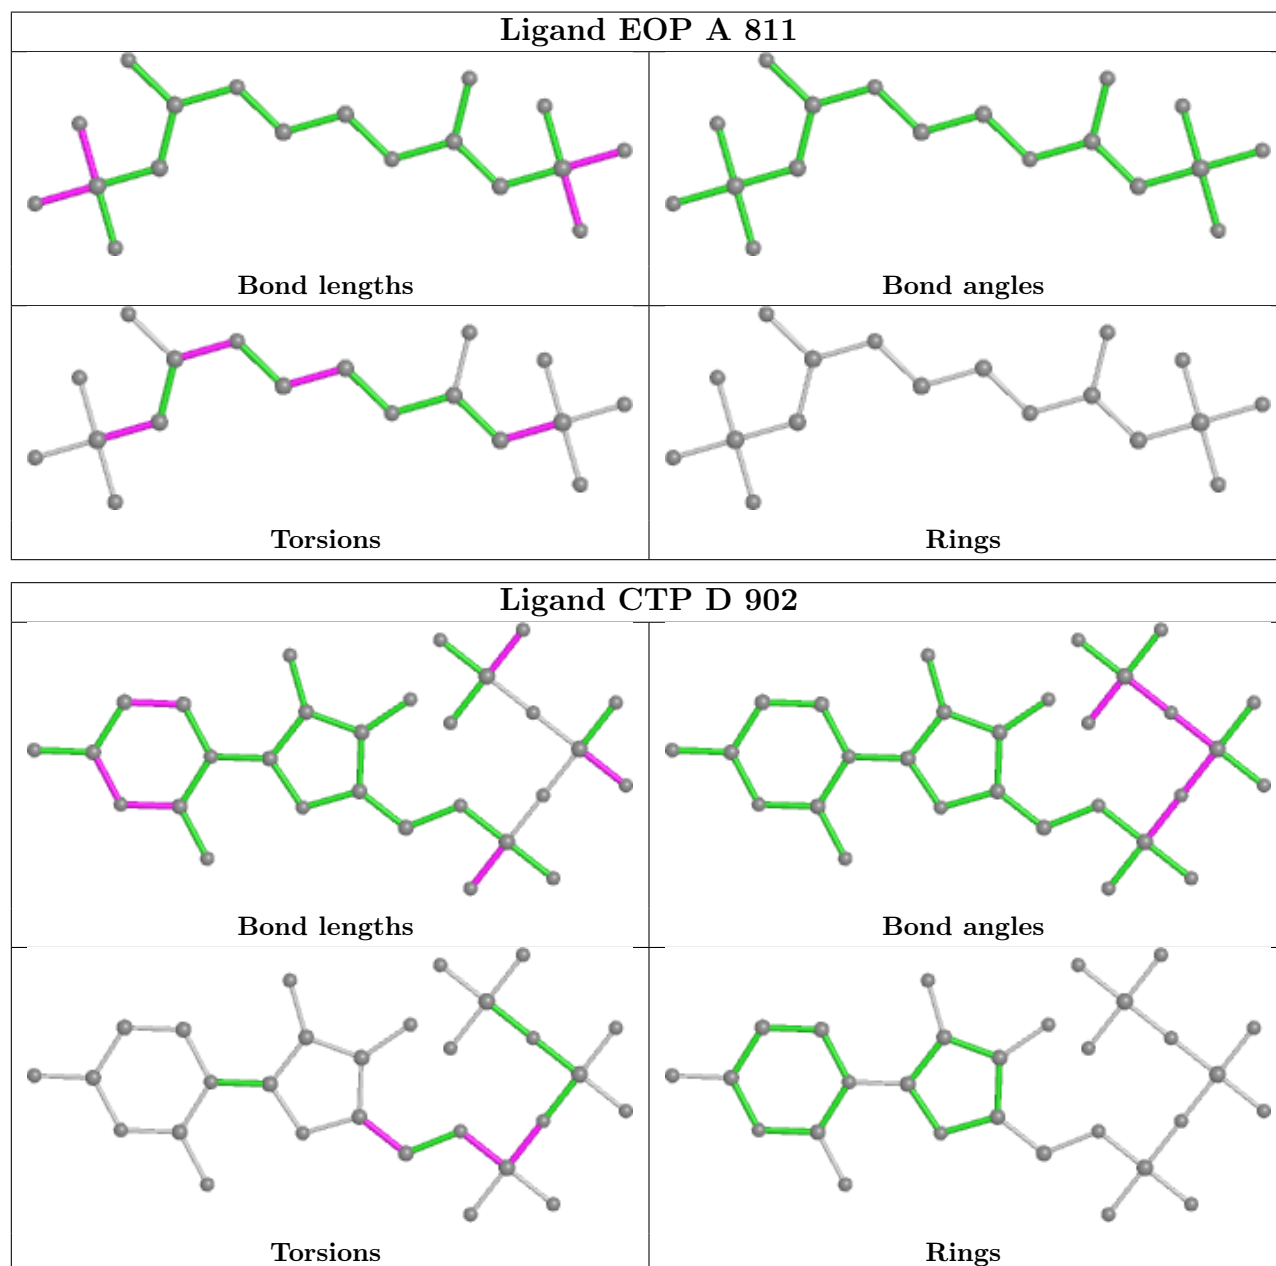 Ligand EOP A 811
Bond lengths
Bond angles
Torsions
Rings
Ligand CTP D 902
Bond lengths
Bond angles
Torsions
Rings